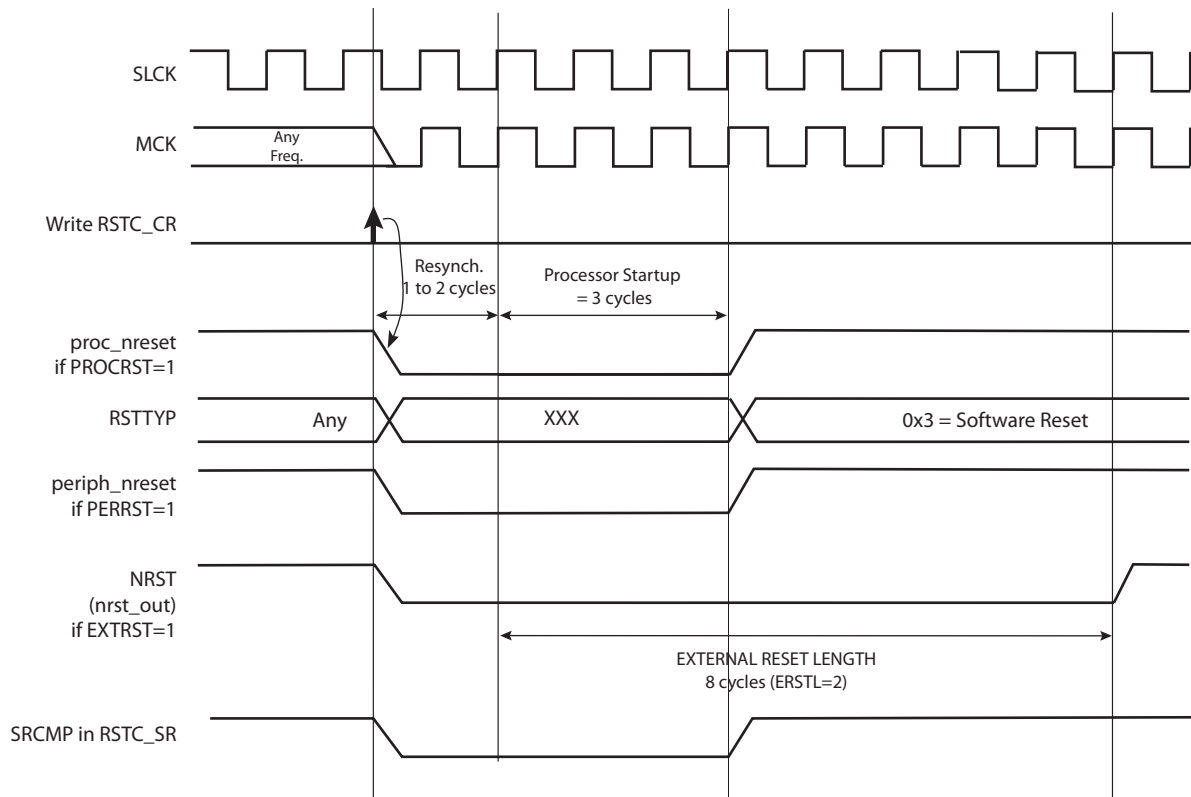 SLCK
MCK
Any
Freq.
Write RSTC_CR
Resynch.
1 to 2 cycles
Processor Startup
= 3 cycles
proc_nreset
if PROCRST=1
RSTTYP
Any
XXX
0x3 = Software Reset
periph_nreset
if PERRST=1
NRST
(nrst_out)
if EXTRST=1
EXTERNAL RESET LENGTH
8 cycles (ERSTL=2)
SRCMP in RSTC_SR